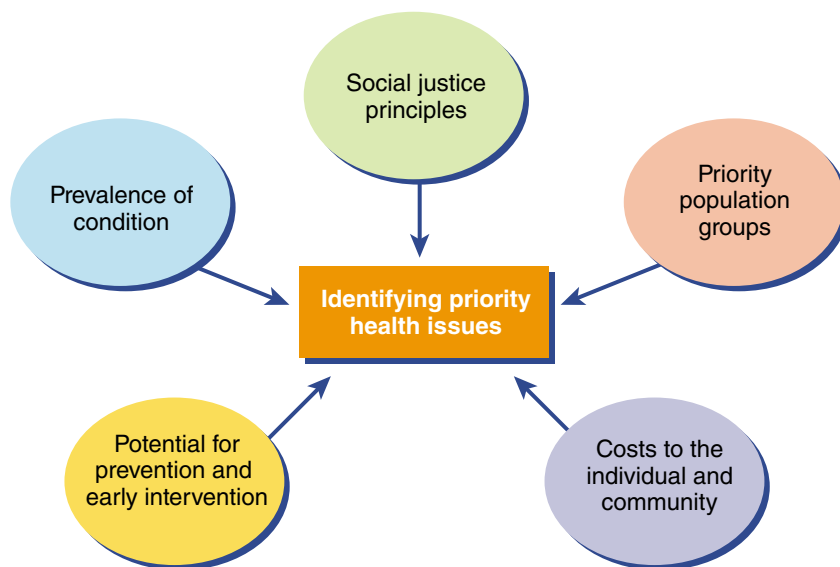 Social justice
principles
Prevalence of
condition
Priority
population
groups
Identifying priority
health issues
Potential for
prevention and
early intervention
Costs to the
individual and
community